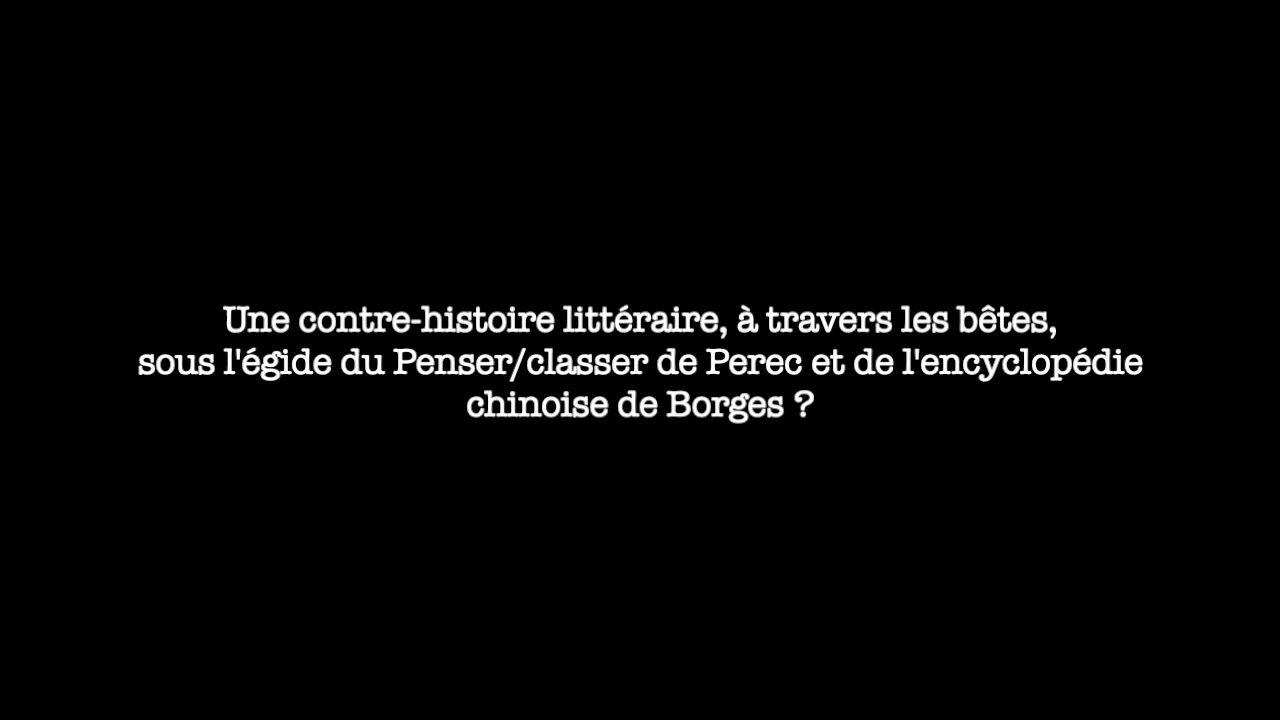 Une contre-histoire littéraire, à travers les bêtes,
sous l'égide du Penser/classer de Perec et de l'encyclopédie
chinoise de Borges ?